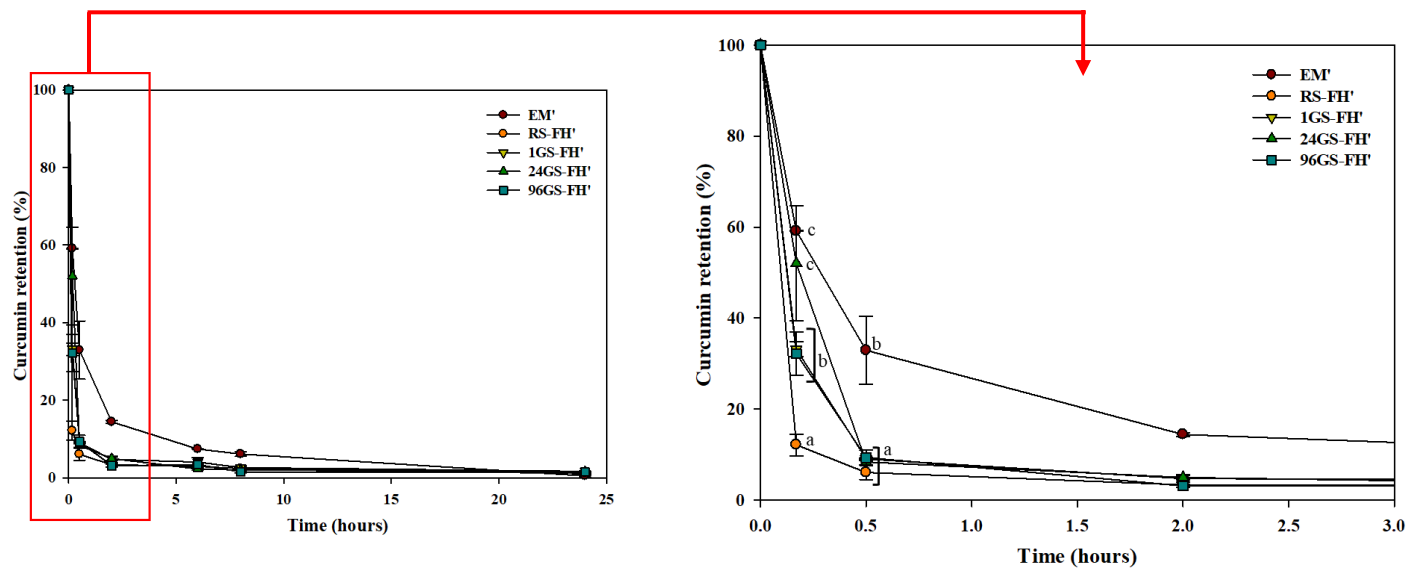 100
80
60
40
20
0
Curcumin retention (%)
EM'
RS-FH'
1GS-FH'
24GS-FH'
96GS-FH'
0 5 10 15 20 25
Time (hours)
100
80
60
40
20
0
Curcumin retention (%)
EM'
RS-FH'
1GS-FH'
24GS-FH'
96GS-FH'
c
c
b
b
a
a
0.0 0.5 1.0 1.5 2.0 2.5 3.0
Time (hours)